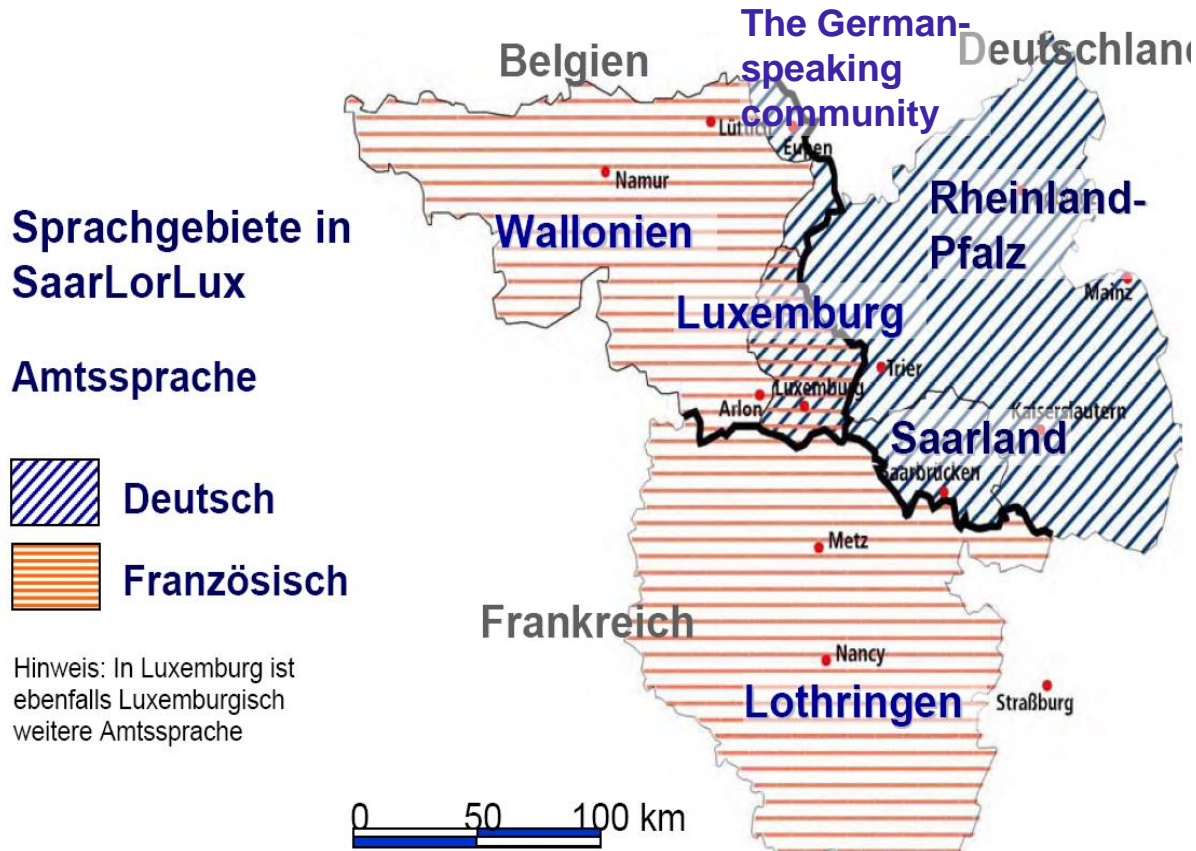 Sprachgebiete in
SaarLorLux
Amtssprache
Deutsch
Französisch
Hinweis: In Luxemburg ist
ebenfalls Luxemburgisch
weitere Amtssprache
The German-
speaking
community
Belgien
Deutschland
Lüttich
Eupen
Namur
Wallonien
Rheinland-
Pfalz
Mainz
Luxemburg
Trier
Luxemburg
Arlon
Kaiserslautern
Saarland
Saarbrücken
Metz
Frankreich
Nancy
Lothringen
Straßburg
0 50 100 km